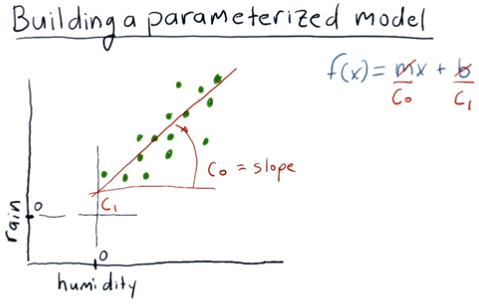 Building a parameterized model
f(x) = mx + b
C₀ C₁
C₀ = slope
C₁
rain
0
0
humidity